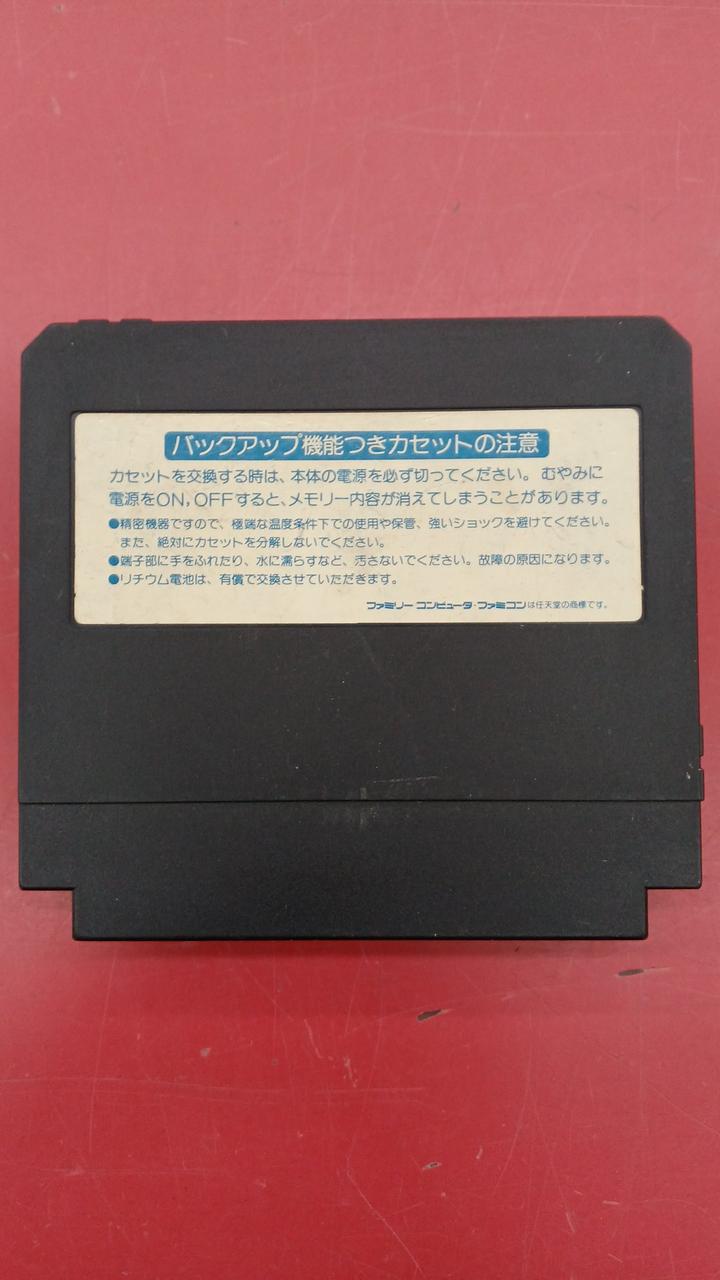 バックアップ機能つきカセットの注意
カセットを交換する時は、本体の電源を必ず切ってください。むやみに
電源をON, OFFすると、メモリー内容が消えてしまうことがあります。
●精密機器ですので、極端な温度条件下での使用や保管、強いショックを避けてください。
また、絶対にカセットを分解しないでください。
●端子部に手をふれたり、水に濡らすなど、汚さないでください。故障の原因になります。
●リチウム電池は、有償で交換させていただきます。
ファミリーコンピュータ・ファミコンは任天堂の商標です。